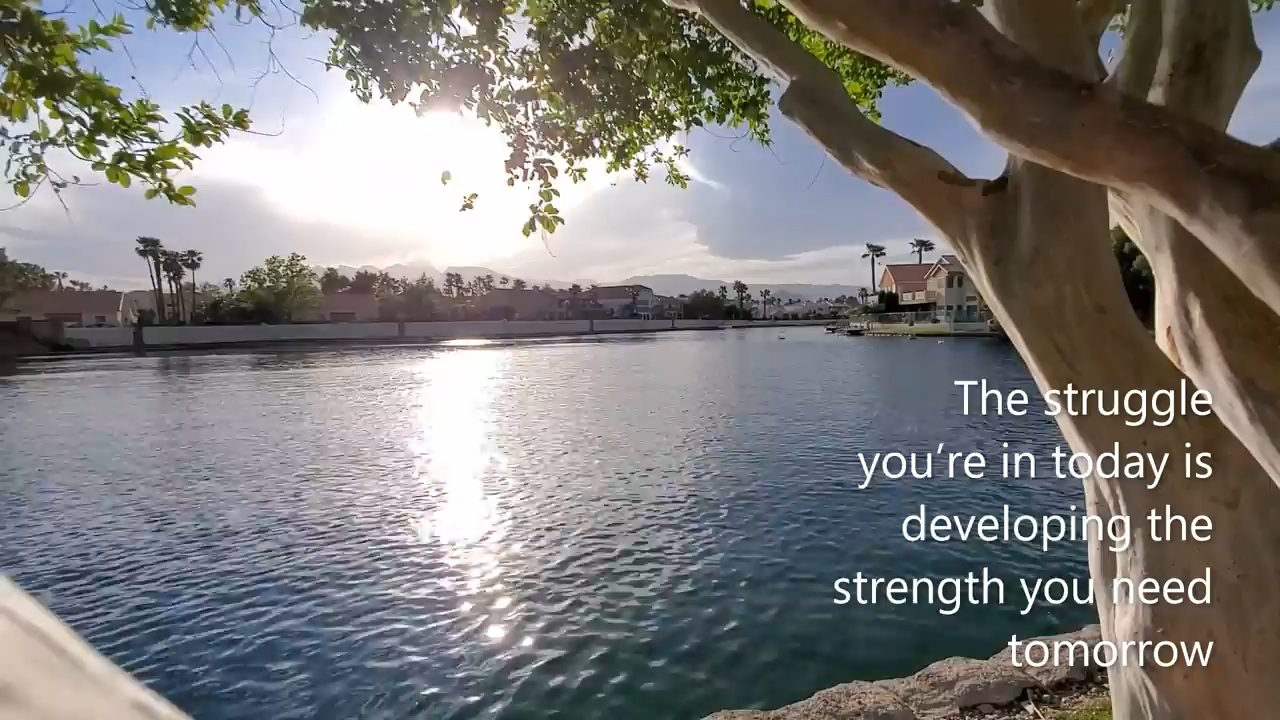 The struggle
you’re in today is
developing the
strength you need
tomorrow